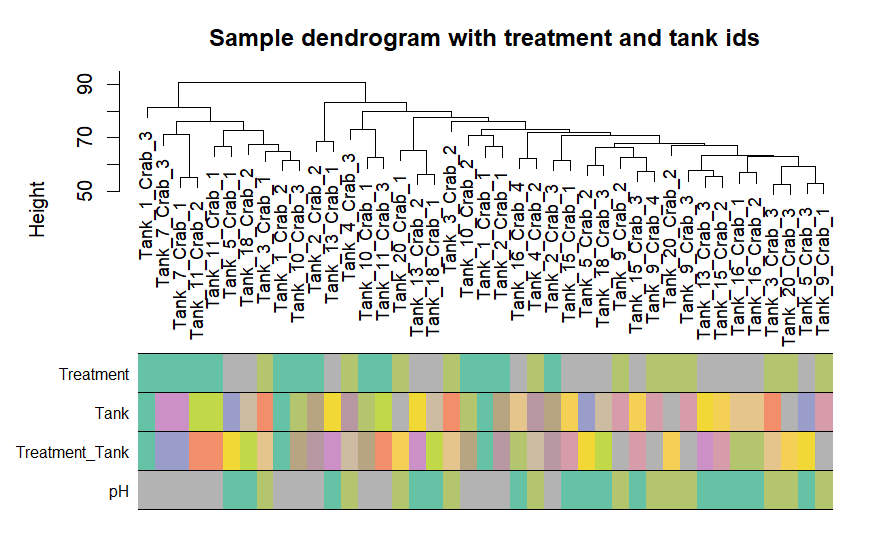 Sample dendrogram with treatment and tank ids
Height
90
70
50
Tank_1_Crab_3
Tank_7_Crab_3
Tank_7_Crab_1
Tank_11_Crab_2
Tank_11_Crab_1
Tank_5_Crab_1
Tank_18_Crab_2
Tank_3_Crab_1
Tank_1_Crab_2
Tank_10_Crab_3
Tank_2_Crab_2
Tank_13_Crab_1
Tank_4_Crab_3
Tank_10_Crab_1
Tank_11_Crab_3
Tank_20_Crab_1
Tank_13_Crab_2
Tank_18_Crab_1
Tank_3_Crab_2
Tank_10_Crab_2
Tank_1_Crab_1
Tank_2_Crab_1
Tank_16_Crab_4
Tank_4_Crab_2
Tank_2_Crab_3
Tank_15_Crab_1
Tank_5_Crab_2
Tank_18_Crab_3
Tank_9_Crab_2
Tank_15_Crab_3
Tank_9_Crab_4
Tank_20_Crab_2
Tank_9_Crab_3
Tank_13_Crab_3
Tank_15_Crab_2
Tank_16_Crab_1
Tank_16_Crab_2
Tank_3_Crab_3
Tank_20_Crab_3
Tank_5_Crab_3
Tank_9_Crab_1
Treatment
Tank
Treatment_Tank
pH